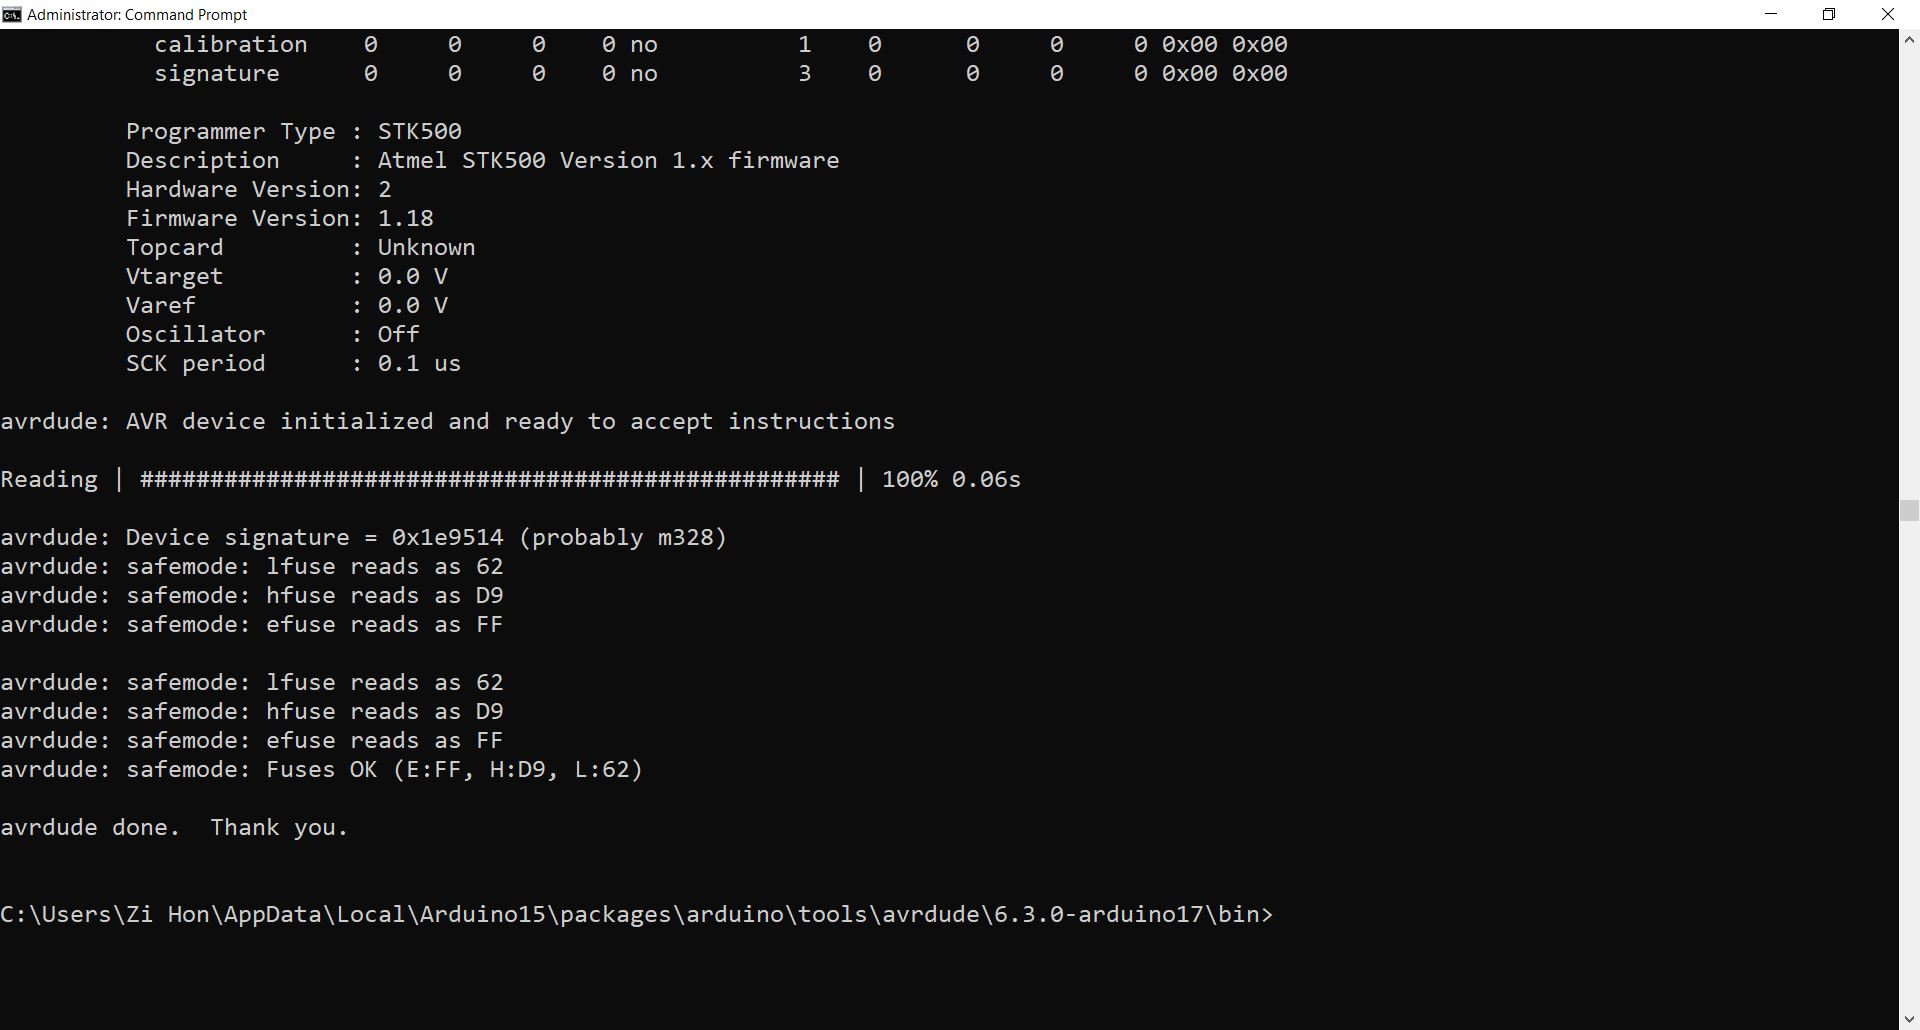 Administrator: Command Prompt
calibration 0 0 0 0 no 1 0 0 0 0 0x00 0x00
signature 0 0 0 0 no 3 0 0 0 0 0x00 0x00
Programmer Type : STK500
Description : Atmel STK500 Version 1.x firmware
Hardware Version: 2
Firmware Version: 1.18
Topcard : Unknown
Vtarget : 0.0 V
Varef : 0.0 V
Oscillator : Off
SCK period : 0.1 us
avrdude: AVR device initialized and ready to accept instructions
Reading | ################################################## | 100% 0.06s
avrdude: Device signature = 0x1e9514 (probably m328)
avrdude: safemode: lfuse reads as 62
avrdude: safemode: hfuse reads as D9
avrdude: safemode: efuse reads as FF
avrdude: safemode: lfuse reads as 62
avrdude: safemode: hfuse reads as D9
avrdude: safemode: efuse reads as FF
avrdude: safemode: Fuses OK (E:FF, H:D9, L:62)
avrdude done.  Thank you.
C:\Users\Zi Hon\AppData\Local\Arduino15\packages\arduino\tools\avrdude\6.3.0-arduino17\bin>